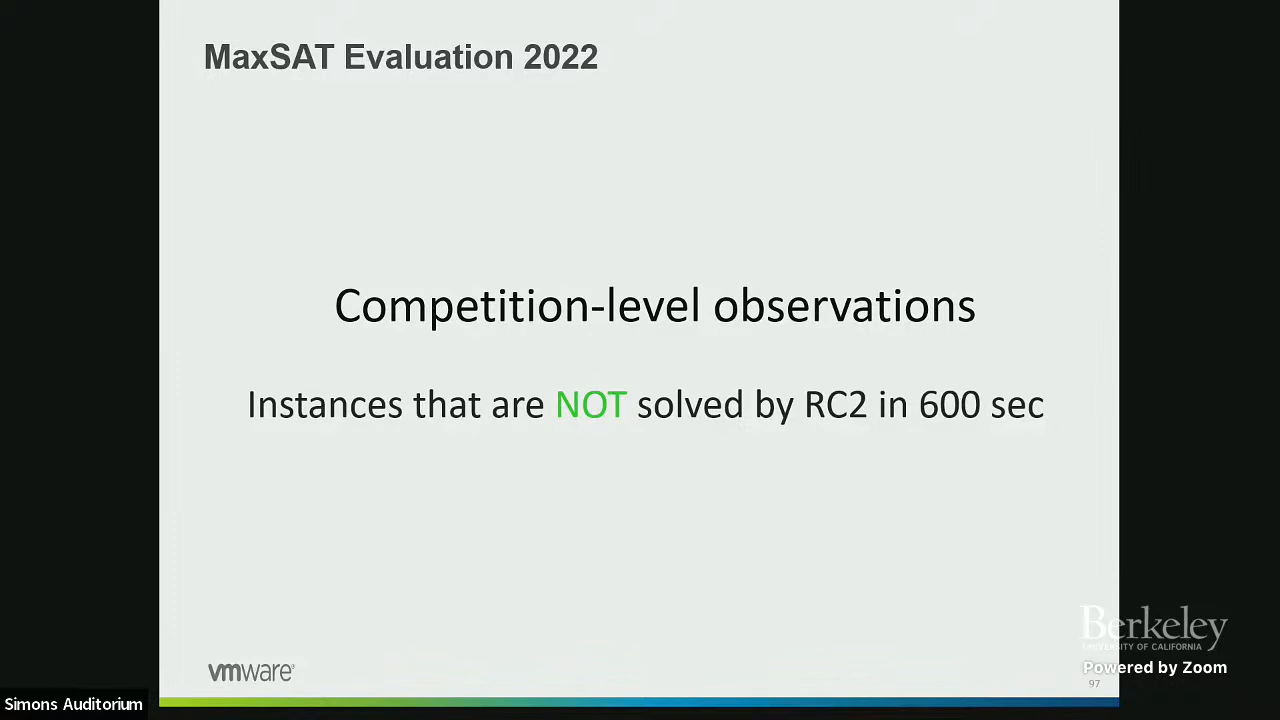 MaxSAT Evaluation 2022
Competition-level observations
Instances that are NOT solved by RC2 in 600 sec
Berkeley
UNIVERSITY OF CALIFORNIA
Powered by Zoom
vmware
97
Simons Auditorium